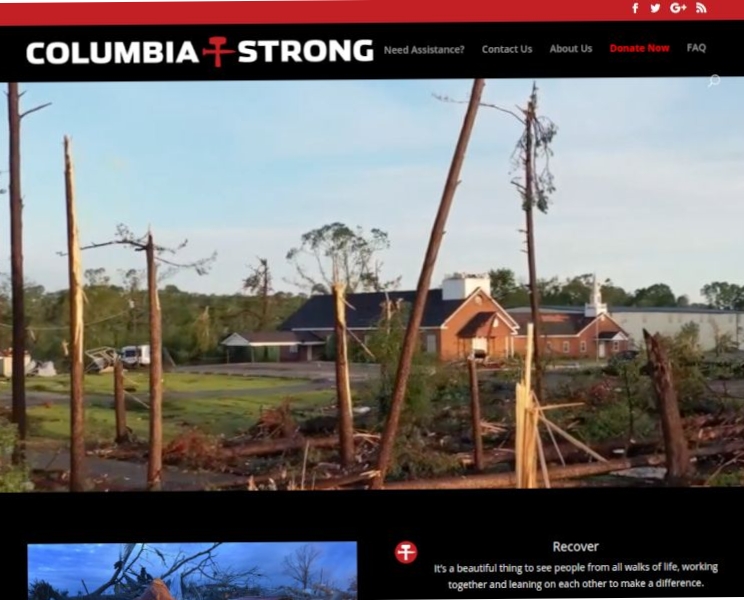 COLUMBIA STRONG
Need Assistance? Contact Us About Us Donate Now FAQ
Recover
It's a beautiful thing to see people from all walks of life, working
together and leaning on each other to make a difference.